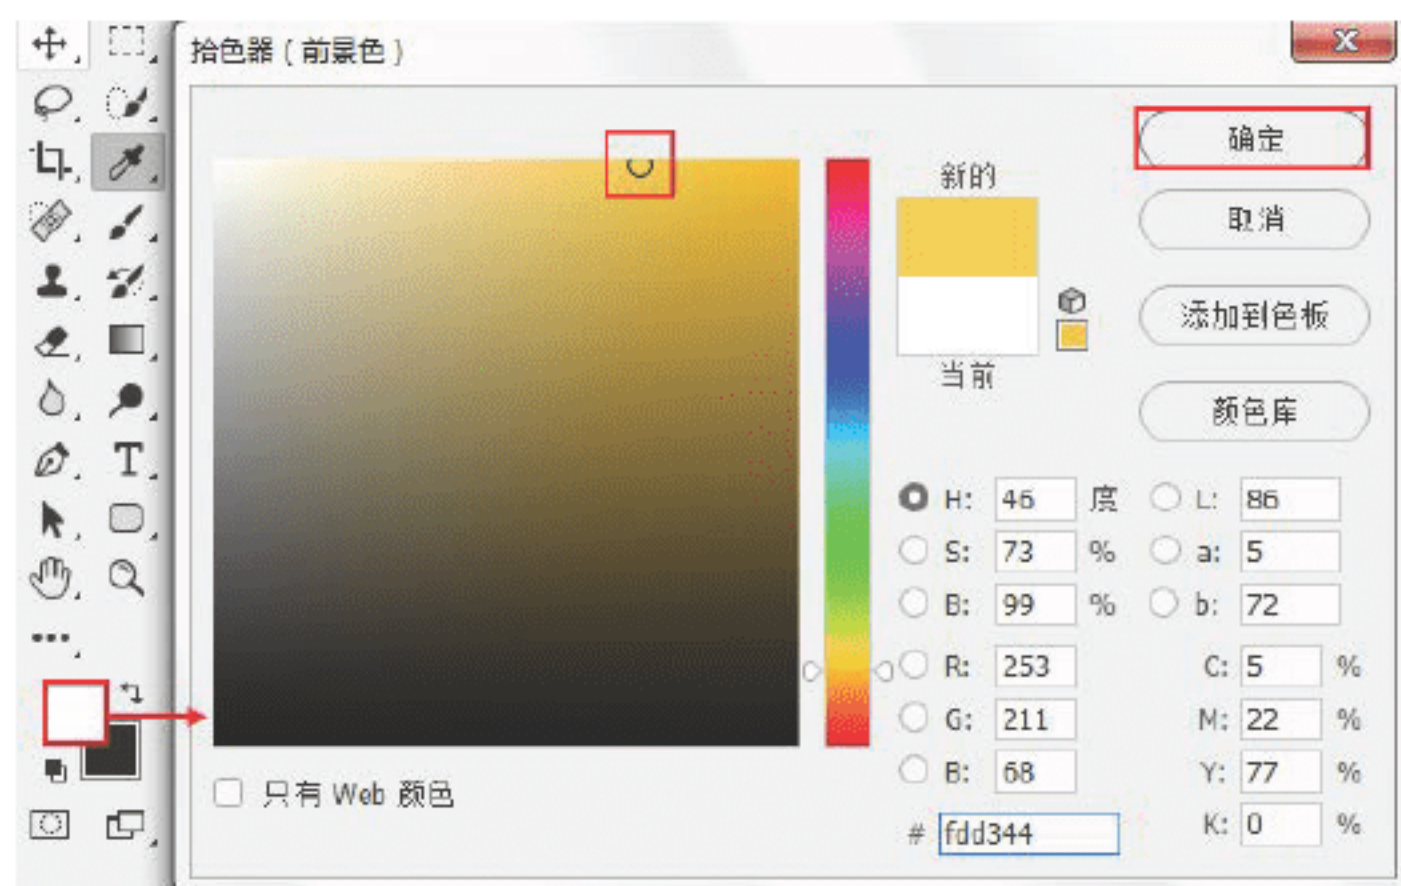 拾色器（前景色）
X
确定
新的
取消
添加到色板
当前
颜色库
H: 46 度
L: 86
S: 73 %
a: 5
B: 99 %
b: 72
R: 253
C: 5 %
G: 211
M: 22 %
B: 68
Y: 77 %
# fdd344
K: 0 %
只有 Web 颜色
T